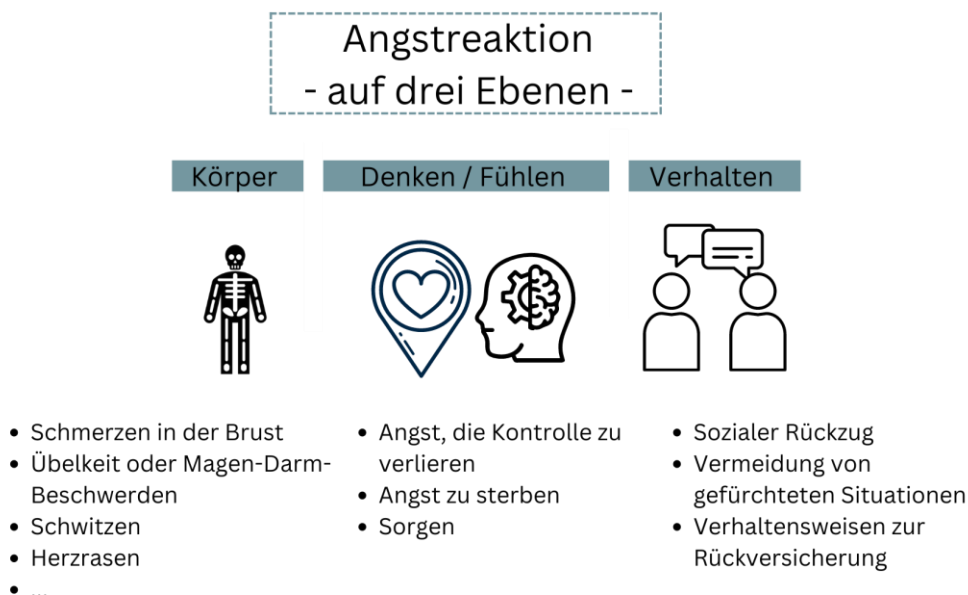 Angstreaktion
- auf drei Ebenen -
Körper
Denken / Fühlen
Verhalten
• Schmerzen in der Brust
• Übelkeit oder Magen-Darm-
Beschwerden
• Schwitzen
• Herzrasen
• ...
• Angst, die Kontrolle zu
verlieren
• Angst zu sterben
• Sorgen
• Sozialer Rückzug
• Vermeidung von
gefürchteten Situationen
• Verhaltensweisen zur
Rückversicherung